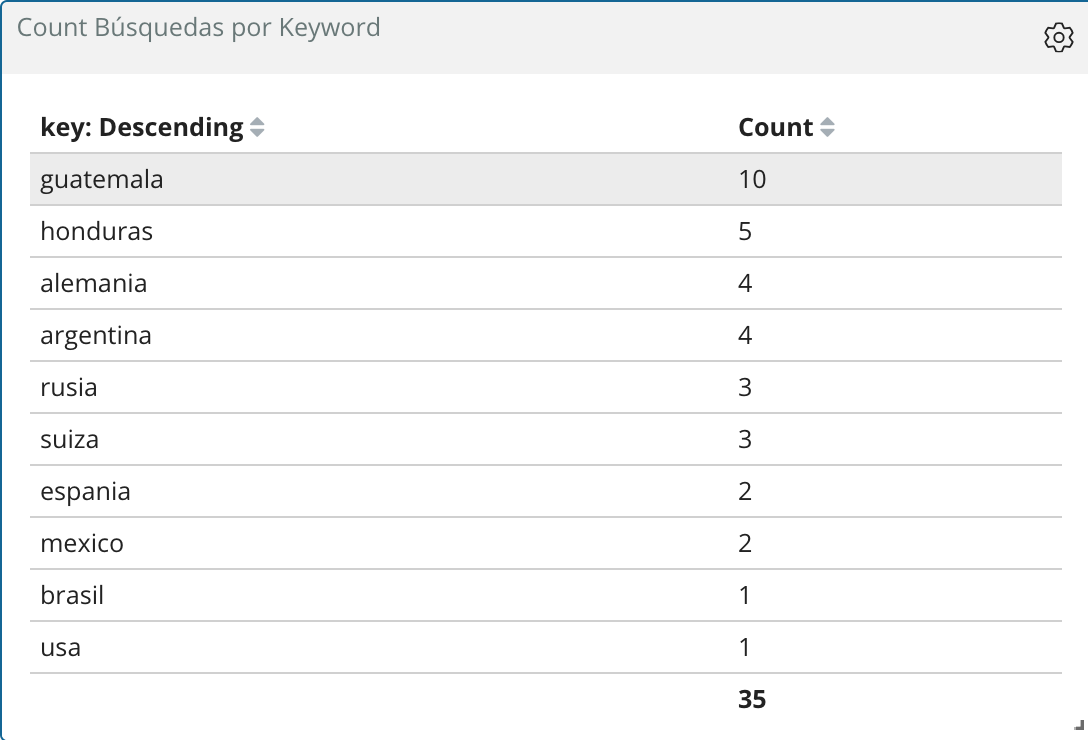 Count Búsquedas por Keyword
key: Descending Count
guatemala 10
honduras 5
alemania 4
argentina 4
rusia 3
suiza 3
espania 2
mexico 2
brasil 1
usa 1
35